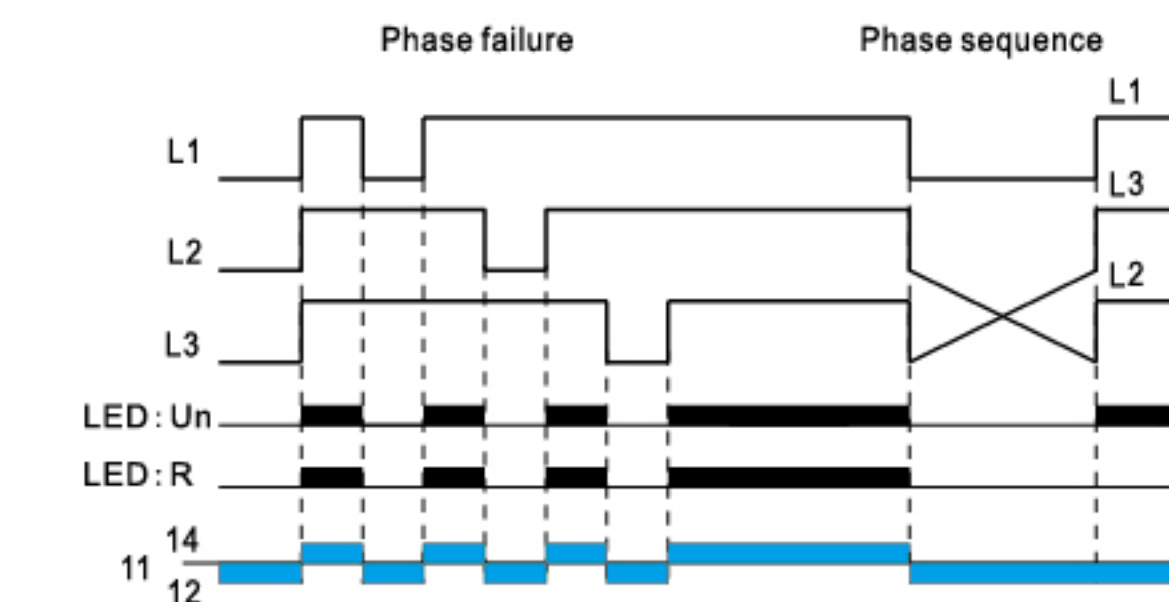 Phase failure
Phase sequence
L1
L1
L3
L2
L2
L3
LED:Un
LED:R
14
11
12